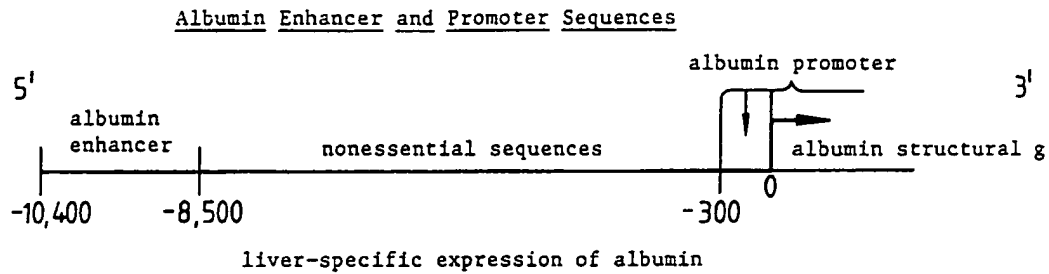 Albumin Enhancer and Promoter Sequences
albumin promoter
5' 3'
albumin
enhancer nonessential sequences albumin structural g
-10,400 -8,500 -300 0
liver-specific expression of albumin